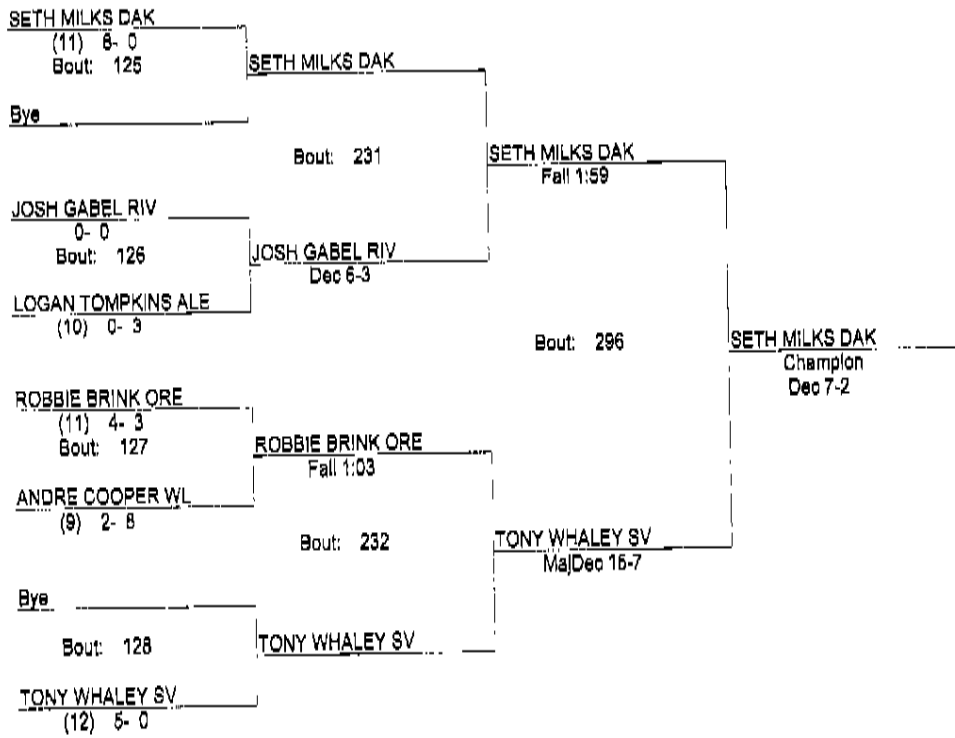 SETH MILKS DAK
(11) 6- 0
Bout: 125
SETH MILKS DAK
Bye
Bout: 231
SETH MILKS DAK
Fall 1:59
JOSH GABEL RIV
0- 0
Bout: 126
JOSH GABEL RIV
Dec 6-3
LOGAN TOMPKINS ALE
(10) 0- 3
Bout: 296
SETH MILKS DAK
Champion
Dec 7-2
ROBBIE BRINK ORE
(11) 4- 3
Bout: 127
ROBBIE BRINK ORE
Fall 1:03
ANDRE COOPER WL
(9) 2- 8
Bout: 232
TONY WHALEY SV
MajDec 15-7
Bye
Bout: 128
TONY WHALEY SV
TONY WHALEY SV
(12) 5- 0